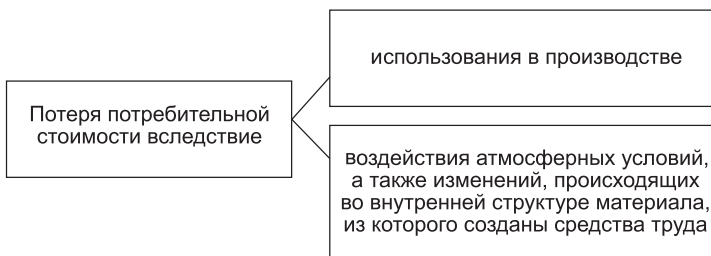 Потеря потребительной
стоимости вследствие
использования в производстве
воздействия атмосферных условий,
а также изменений, происходящих
во внутренней структуре материала,
из которого созданы средства труда